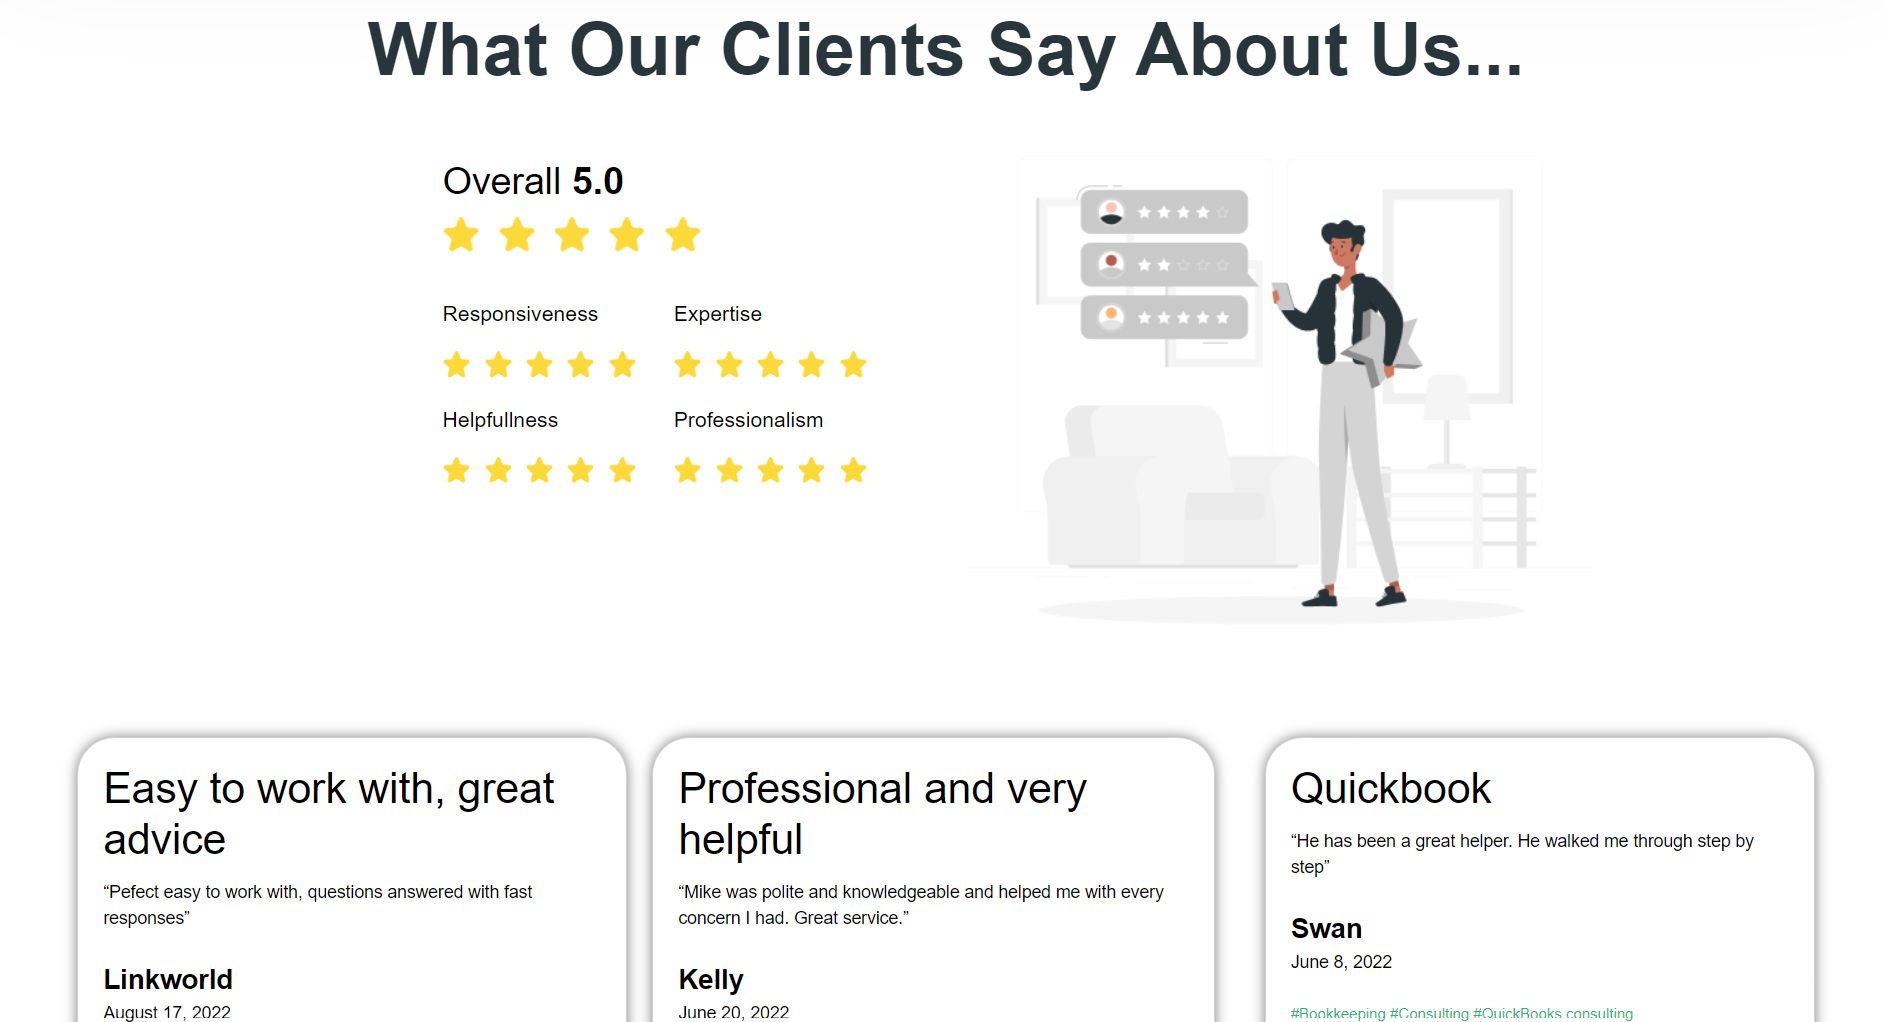 What Our Clients Say About Us...
Overall 5.0
Responsiveness
Expertise
Helpfullness
Professionalism
Easy to work with, great
advice
“Pefect easy to work with, questions answered with fast
responses”
Linkworld
August 17, 2022
Professional and very
helpful
“Mike was polite and knowledgeable and helped me with every
concern I had. Great service.”
Kelly
June 20, 2022
Quickbook
“He has been a great helper. He walked me through step by
step”
Swan
June 8, 2022
#Bookkeeping #Consulting #QuickBooks consulting